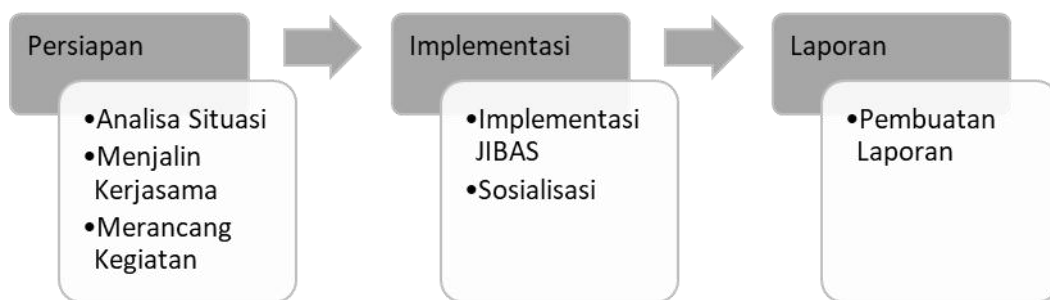 Persiapan
•Analisa Situasi
•Menjalin
Kerjasama
•Merancang
Kegiatan
Implementasi
•Implementasi
JIBAS
•Sosialisasi
Laporan
•Pembuatan
Laporan